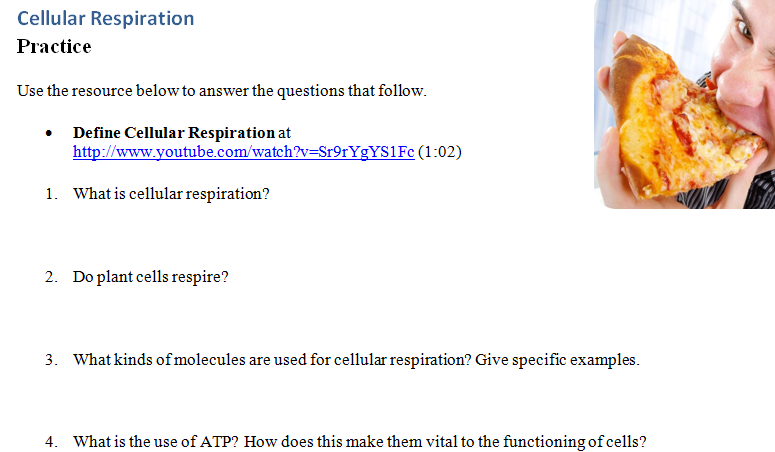 Cellular Respiration
Practice
Use the resource below to answer the questions that follow.
• Define Cellular Respiration at
http://www.youtube.com/watch?v=Sr9rYgYS1Fc (1:02)
1. What is cellular respiration?
2. Do plant cells respire?
3. What kinds of molecules are used for cellular respiration? Give specific examples.
4. What is the use of ATP? How does this make them vital to the functioning of cells?